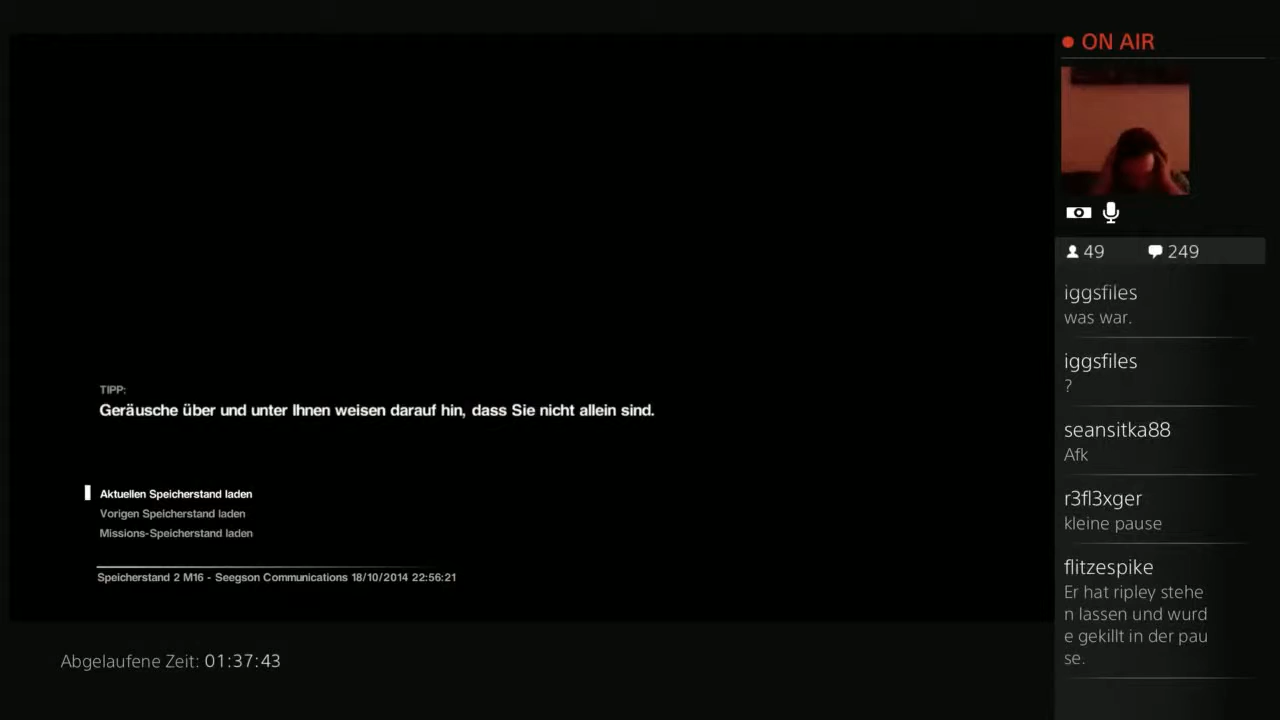 ON AIR
49 249
iggsfiles
was war.
iggsfiles
?
seansitka88
Afk
r3fl3xger
kleine pause
flitzespike
Er hat ripley stehe
n lassen und wurd
e gekillt in der pau
se.
TIPP:
Geräusche über und unter Ihnen weisen darauf hin, dass Sie nicht allein sind.
Aktuellen Speicherstand laden
Vorigen Speicherstand laden
Missions-Speicherstand laden
Speicherstand 2 M16 - Seegson Communications 18/10/2014 22:56:21
Abgelaufene Zeit: 01:37:43